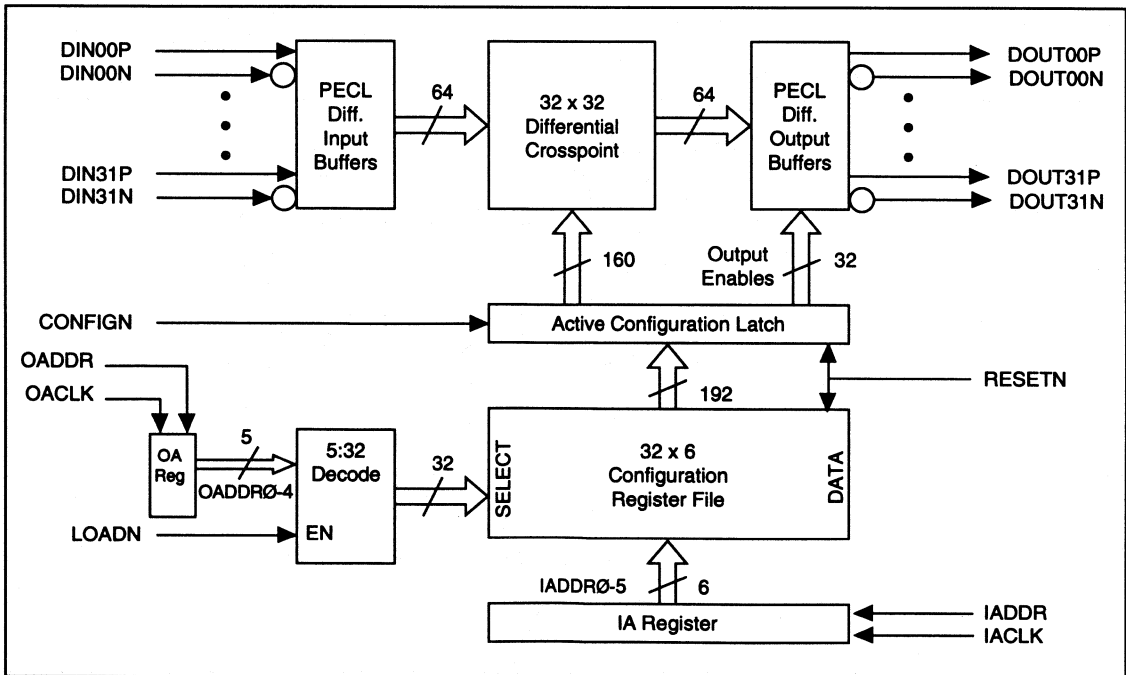 DIN00P
DIN00N
DIN31P
DIN31N
PECL
Diff.
Input
Buffers
64
32 x 32
Differential
Crosspoint
64
PECL
Diff.
Output
Buffers
DOUT00P
DOUT00N
DOUT31P
DOUT31N
160
Output
Enables
32
CONFIGN
Active Configuration Latch
OADDR
OACLK
192
RESETN
OA
Reg
5
OADDRØ-4
5:32
Decode
EN
32
SELECT
32 x 6
Configuration
Register File
DATA
LOADN
IADDRØ-5
6
IA Register
IADDR
IACLK